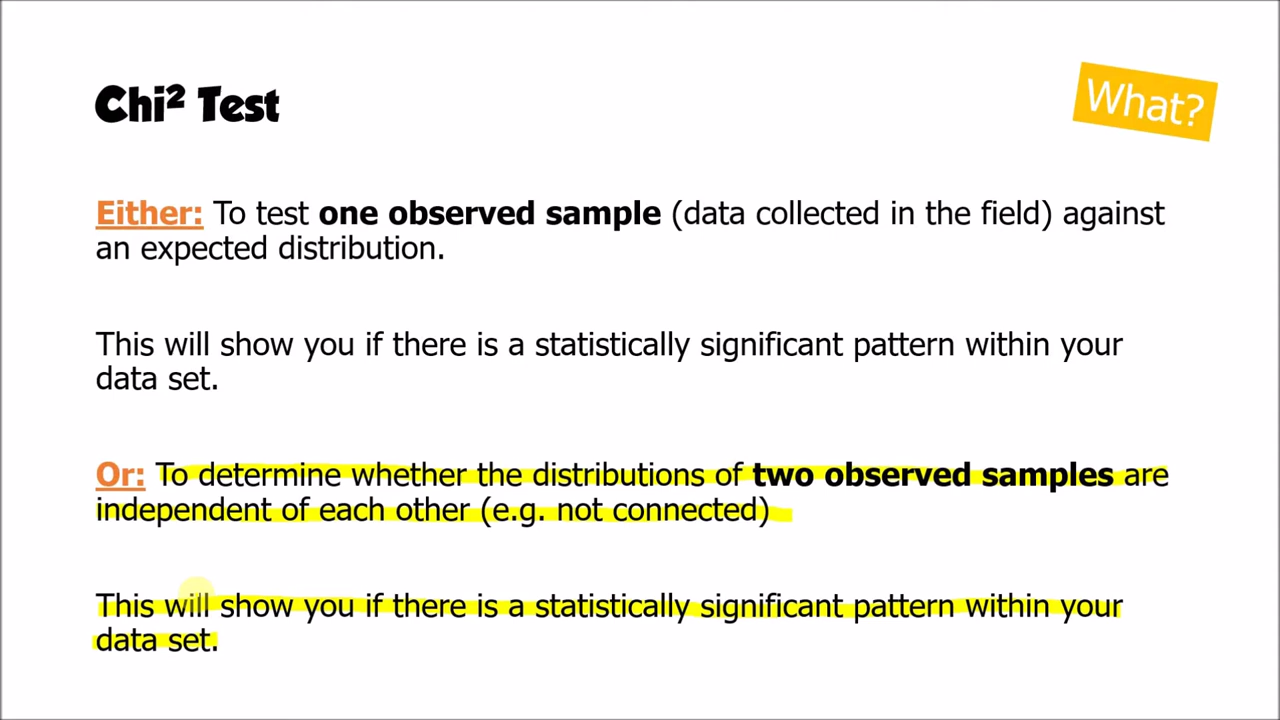 Chi² Test
What?
Either: To test one observed sample (data collected in the field) against
an expected distribution.
This will show you if there is a statistically significant pattern within your
data set.
Or: To determine whether the distributions of two observed samples are
independent of each other (e.g. not connected)
This will show you if there is a statistically significant pattern within your
data set.